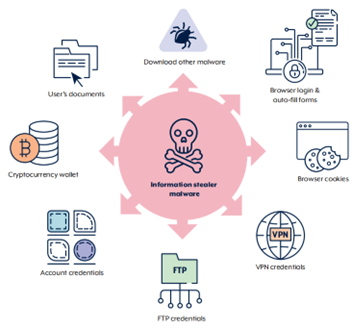 Download other malware
User's documents
Browser login &
auto-fill forms
Cryptocurrency wallet
Information stealer
malware
Browser cookies
Account credentials
VPN
VPN credentials
FTP
FTP credentials